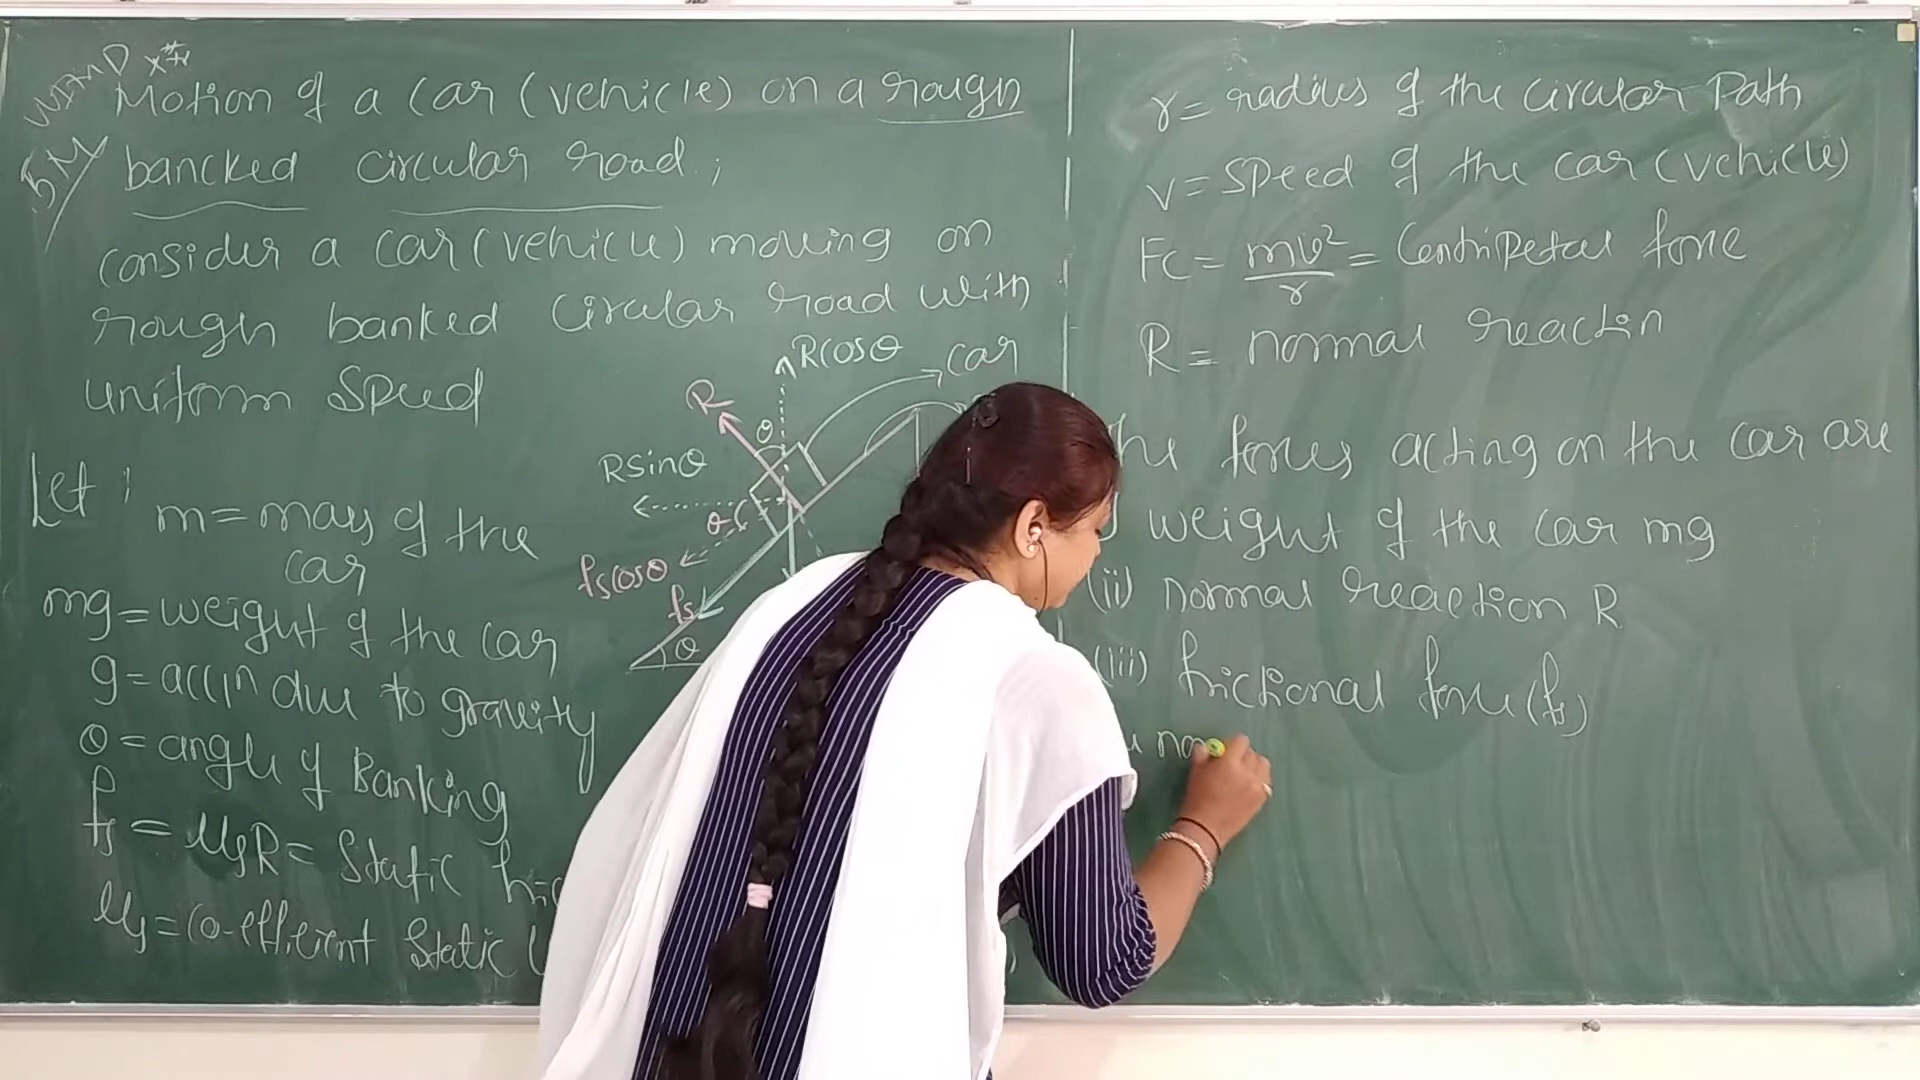 5M
Motion of a car (vehicle) on a rough
bancked circular road;
consider a car (vehicle) moving on
rough banked circular road with
uniform speed
Let;
m = mass of the
car
mg = weight of the car
g = accln due to gravity
θ = angle of Banking
fs = μsR = Static
μs = co-efficient Static
Rcosθ
car
R
θ
Rsinθ
θ
fscosθ
fs
θ
r = radius of the circular Path
v = speed of the car (vehicle)
Fc = mv²/r = Centripetal force
R = normal reactin
forces acting on the car are
weight of the car mg
(ii) normal reaction R
(iii) frictional force (fs)